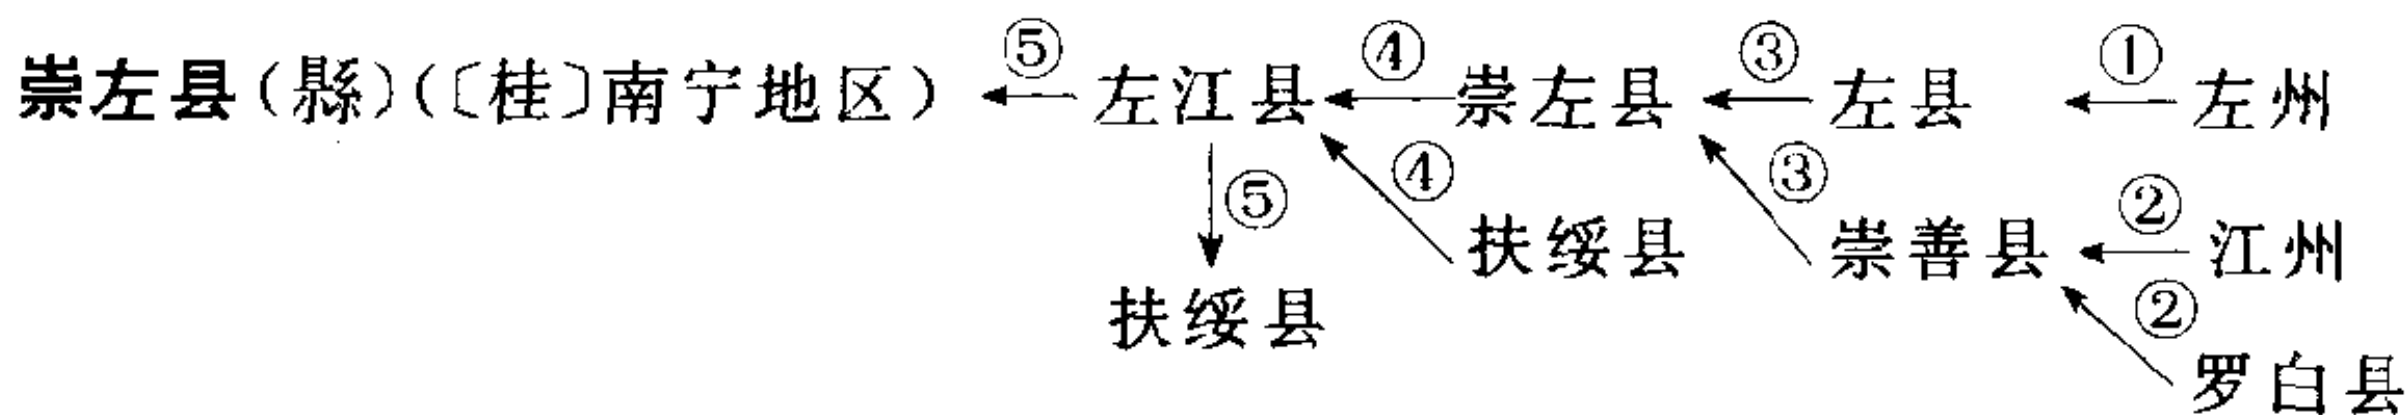 ⑤ ④ ③ ①
崇左县(縣)(〔桂〕南宁地区) 左江县 崇左县 左县 左州
⑤ ④ ③ ②
扶绥县 崇善县 江州
扶绥县 ②
罗白县